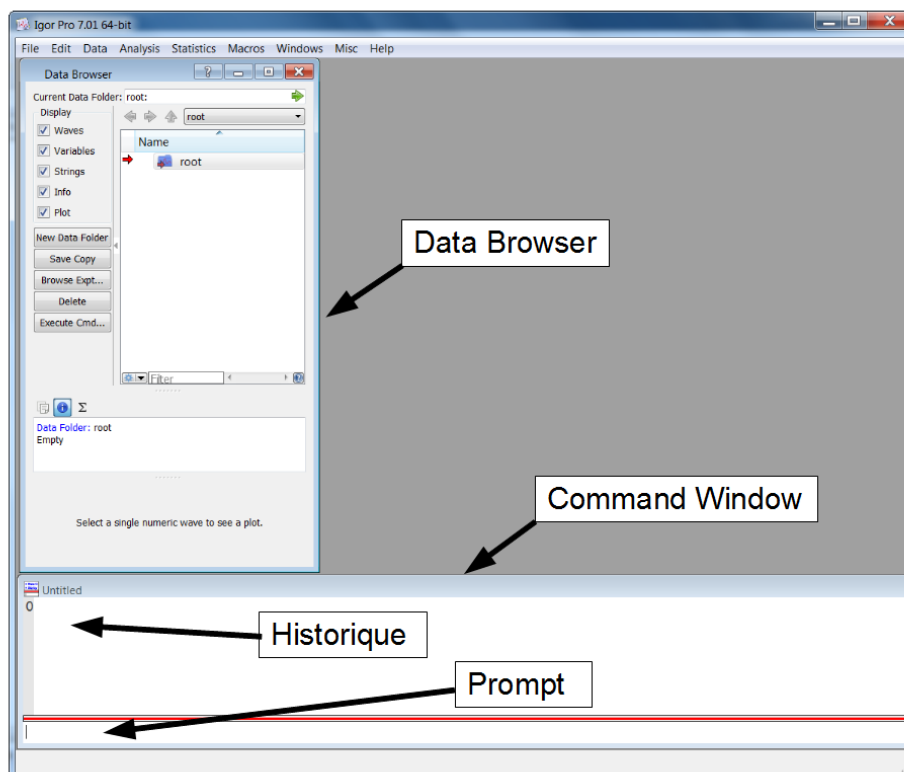 Igor Pro 7.01 64-bit
File Edit Data Analysis Statistics Macros Windows Misc Help
Data Browser
Current Data Folder: root:
Display
Waves
Variables
Strings
Info
Plot
New Data Folder
Save Copy
Browse Expt...
Delete
Execute Cmd...
root
Name
root
Filter
Σ
Data Folder: root
Empty
Select a single numeric wave to see a plot.
Data Browser
Command Window
Untitled
0
Historique
Prompt